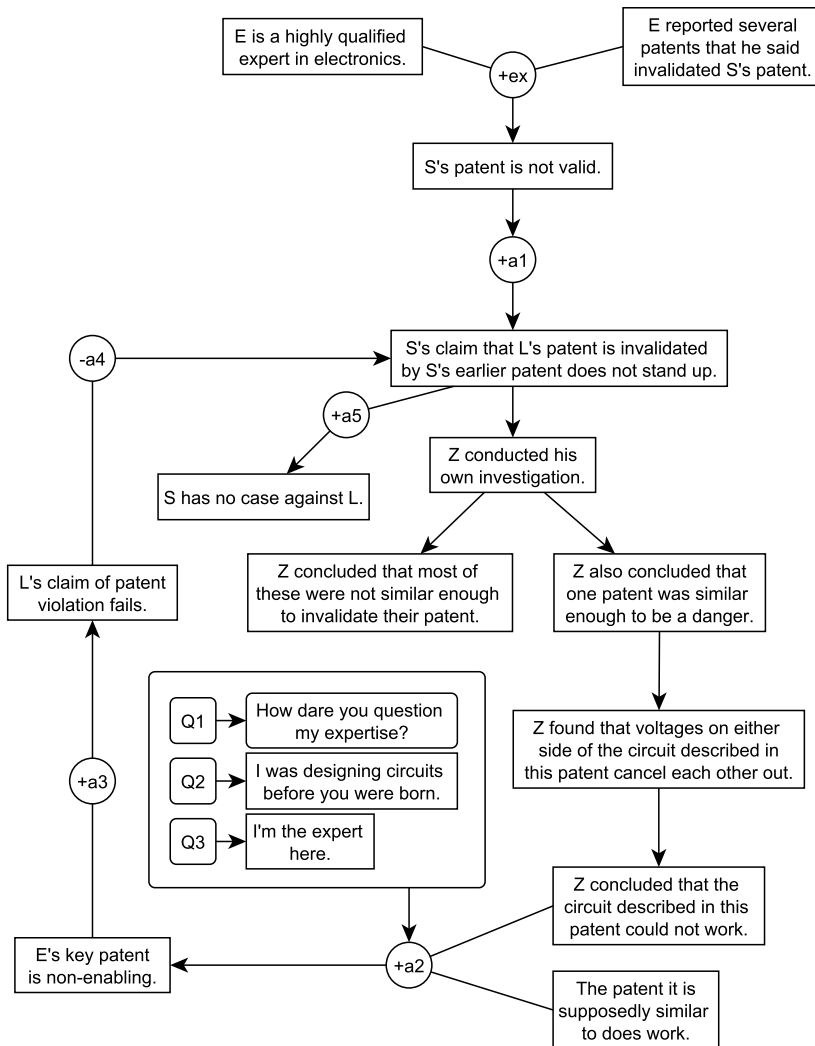 E is a highly qualified
expert in electronics.
E reported several
patents that he said
invalidated S's patent.
+ex
S's patent is not valid.
+a1
-a4
S's claim that L's patent is invalidated
by S's earlier patent does not stand up.
+a5
Z conducted his
own investigation.
S has no case against L.
L's claim of patent
violation fails.
Z concluded that most of
these were not similar enough
to invalidate their patent.
Z also concluded that
one patent was similar
enough to be a danger.
Q1
How dare you question
my expertise?
Q2
I was designing circuits
before you were born.
Q3
I'm the expert
here.
Z found that voltages on either
side of the circuit described in
this patent cancel each other out.
+a3
Z concluded that the
circuit described in this
patent could not work.
E's key patent
is non-enabling.
+a2
The patent it is
supposedly similar
to does work.